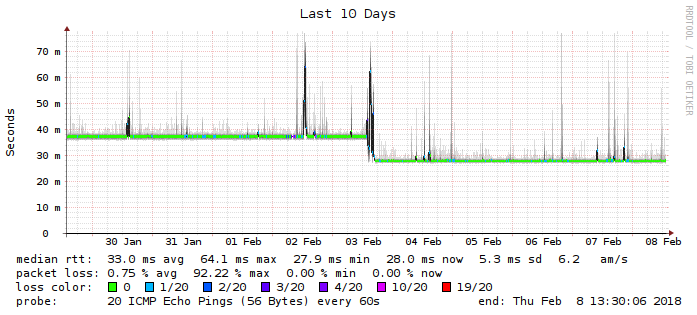 Last 10 Days
RRDTOOL / TOBI OETIKER
Seconds
70 m
60 m
50 m
40 m
30 m
20 m
10 m
0
30 Jan 31 Jan 01 Feb 02 Feb 03 Feb 04 Feb 05 Feb 06 Feb 07 Feb 08 Feb
median rtt: 33.0 ms avg 64.1 ms max 27.9 ms min 28.0 ms now 5.3 ms sd 6.2 am/s
packet loss: 0.75 % avg 92.22 % max 0.00 % min 0.00 % now
loss color: 0 1/20 2/20 3/20 4/20 10/20 19/20
probe: 20 ICMP Echo Pings (56 Bytes) every 60s end: Thu Feb 8 13:30:06 2018